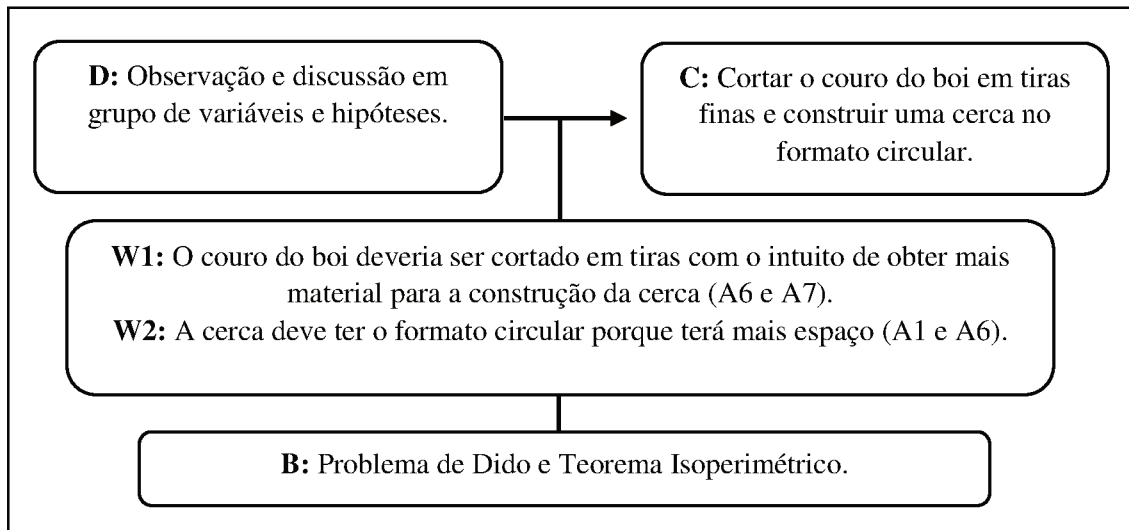 D: Observação e discussão em
grupo de variáveis e hipóteses.
C: Cortar o couro do boi em tiras
finas e construir uma cerca no
formato circular.
W1: O couro do boi deveria ser cortado em tiras com o intuito de obter mais
material para a construção da cerca (A6 e A7).
W2: A cerca deve ter o formato circular porque terá mais espaço (A1 e A6).
B: Problema de Dido e Teorema Isoperimétrico.